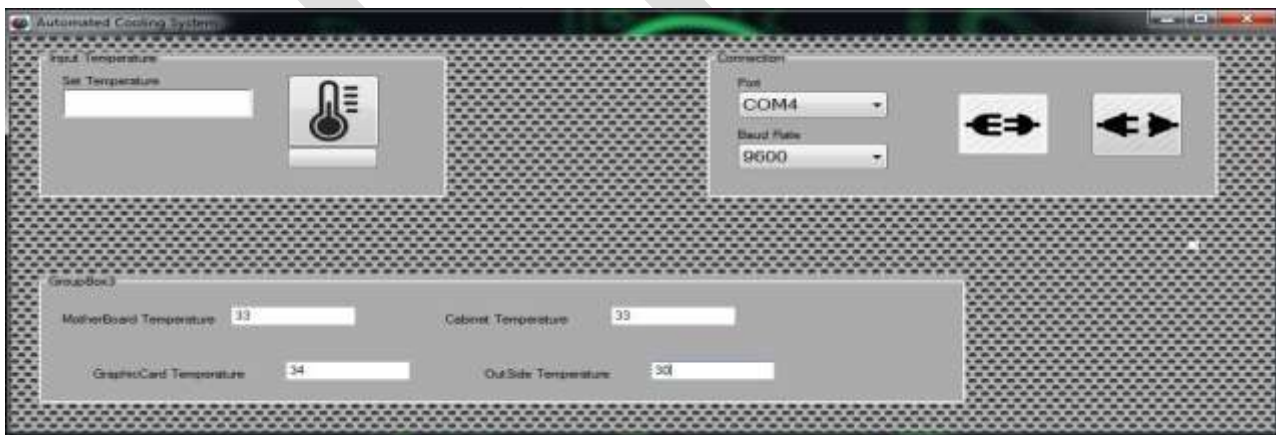 Automated Cooling System
Input Temperature
Set Temperature
Connection
Port
COM4
Baud Rate
9600
GroupBox3
MotherBoard Temperature 33
Cabinet Temperature 33
GraphicCard Temperature 34
OutSide Temperature 30